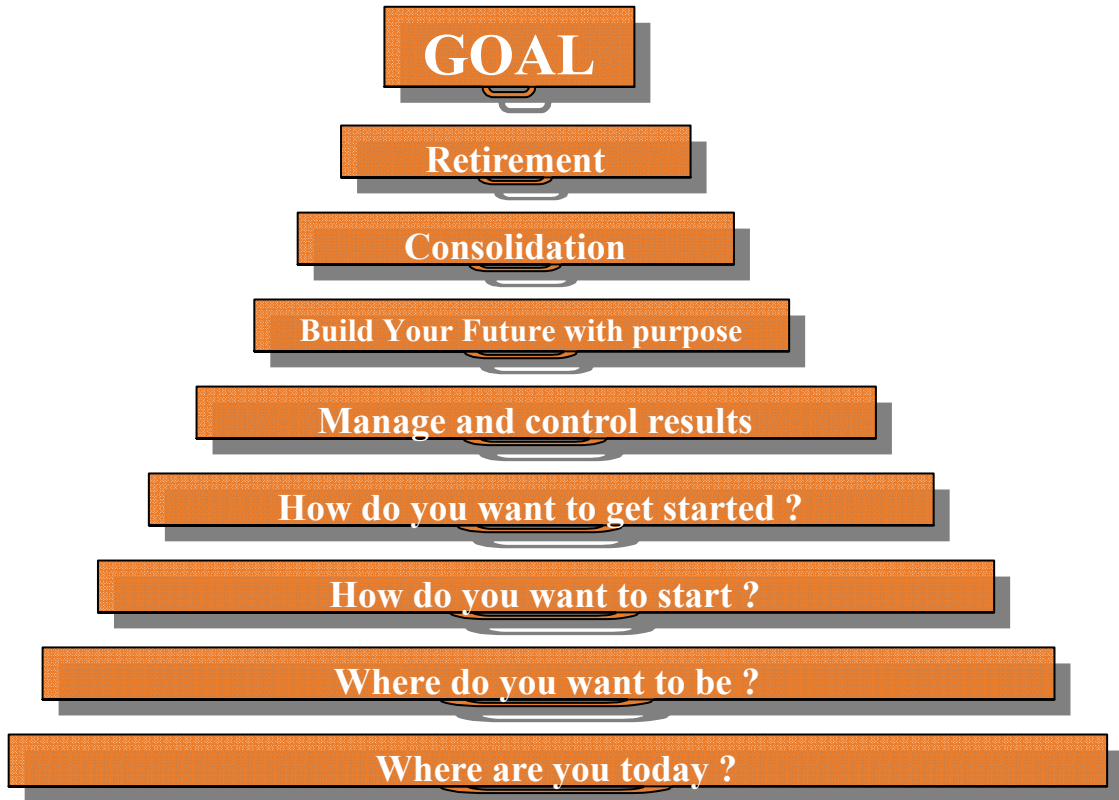 GOAL
Retirement
Consolidation
Build Your Future with purpose
Manage and control results
How do you want to get started ?
How do you want to start ?
Where do you want to be ?
Where are you today ?